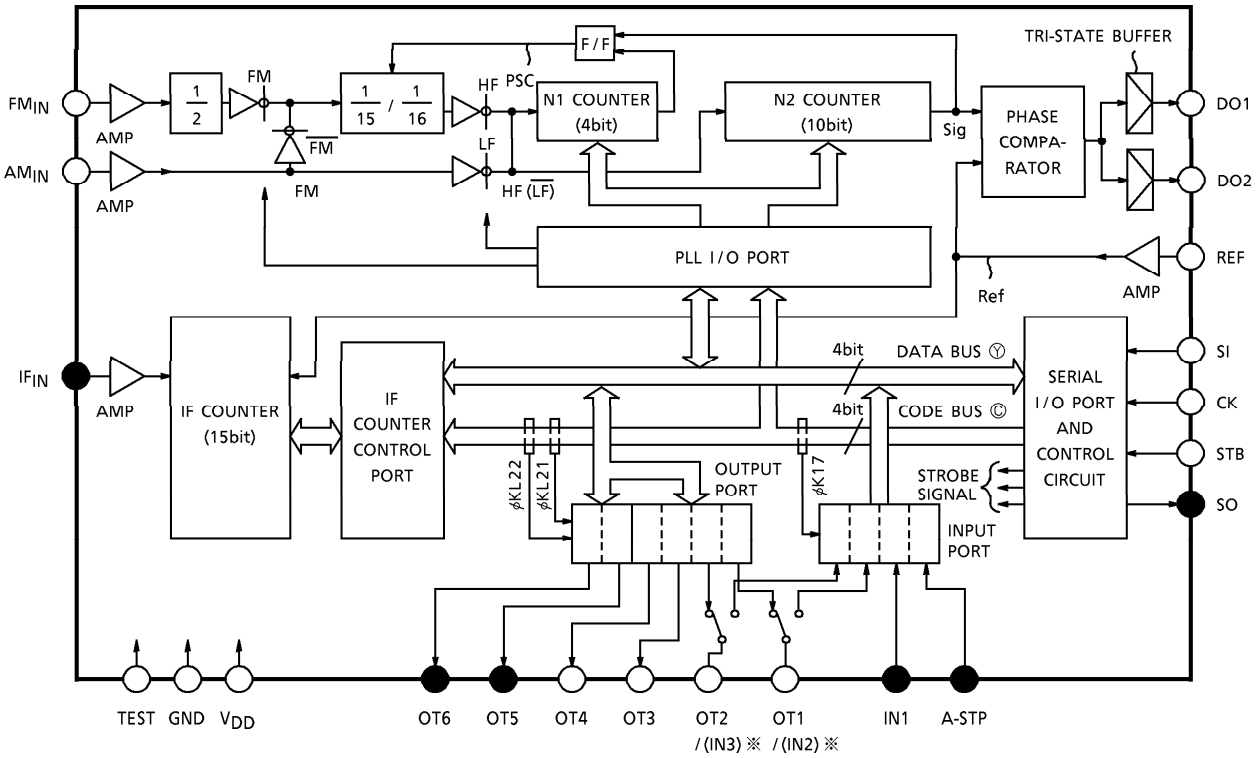 TRI-STATE BUFFER
F/F
PSC
FM
HF
FMIN
AMP
1/2
1/15 / 1/16
N1 COUNTER
(4bit)
N2 COUNTER
(10bit)
Sig
PHASE
COMPA-
RATOR
DO1
FM
LF
AMIN
AMP
FM
HF (LF)
DO2
PLL I/O PORT
REF
AMP
Ref
IFIN
AMP
IF COUNTER
(15bit)
IF
COUNTER
CONTROL
PORT
4bit
DATA BUS Ⓨ
4bit
CODE BUS Ⓒ
SERIAL
I/O PORT
AND
CONTROL
CIRCUIT
SI
CK
STB
SO
φKL22
φKL21
OUTPUT
PORT
φK17
STROBE
SIGNAL
INPUT
PORT
TEST
GND
VDD
OT6
OT5
OT4
OT3
OT2
/(IN3)※
OT1
/(IN2)※
IN1
A-STP